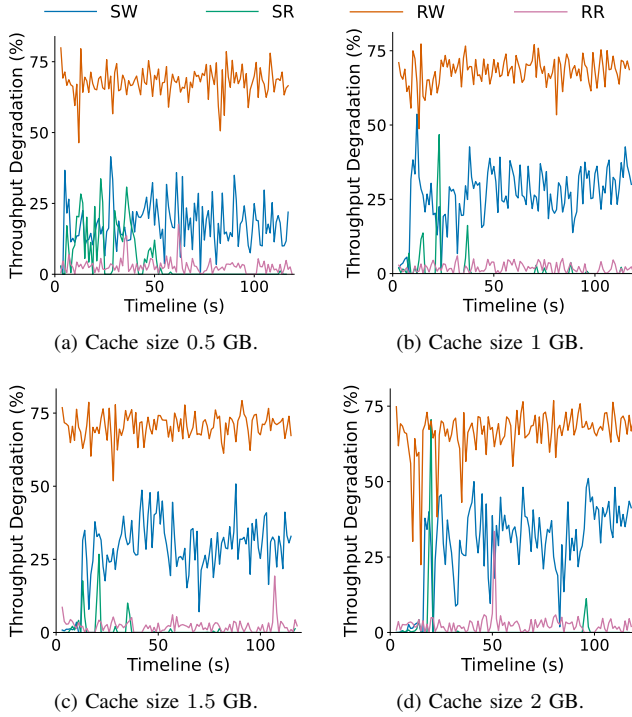 SW SR RW RR
Throughput Degradation (%)
75
50
25
0
0 50 100
Timeline (s)
(a) Cache size 0.5 GB.
Throughput Degradation (%)
75
50
25
0
0 50 100
Timeline (s)
(b) Cache size 1 GB.
Throughput Degradation (%)
75
50
25
0
0 50 100
Timeline (s)
(c) Cache size 1.5 GB.
Throughput Degradation (%)
75
50
25
0
0 50 100
Timeline (s)
(d) Cache size 2 GB.